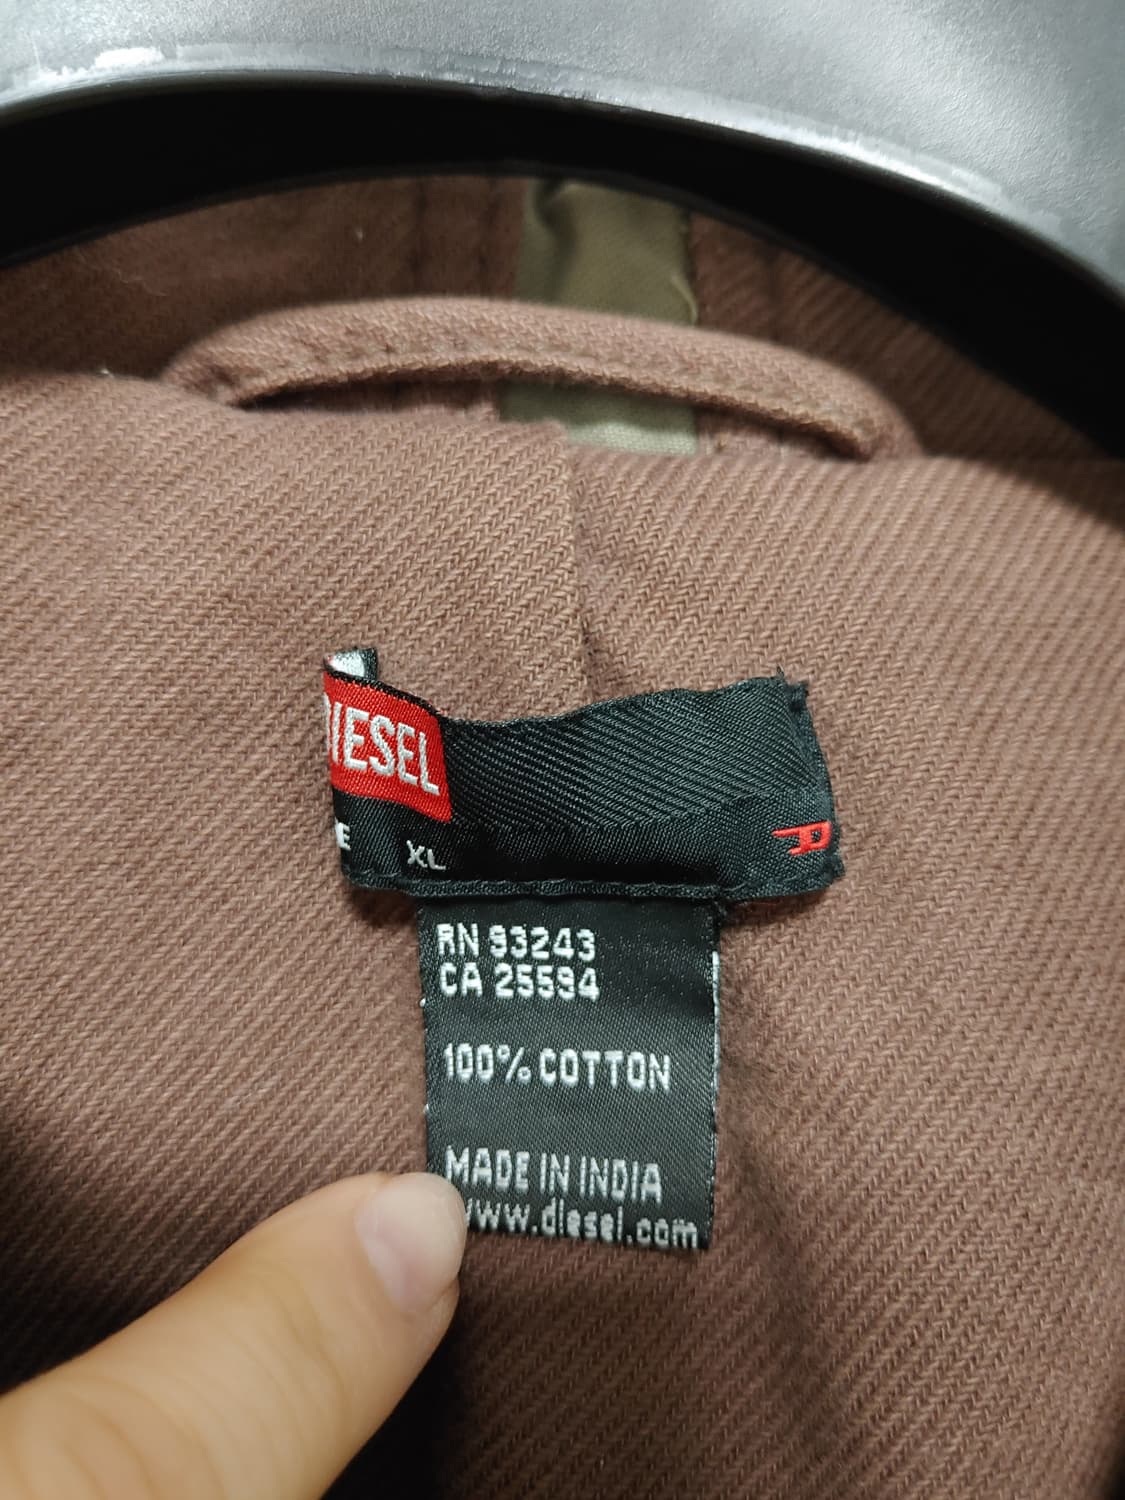 DIESEL
E XL
RN 93243
CA 25594
100% COTTON
MADE IN INDIA
www.diesel.com